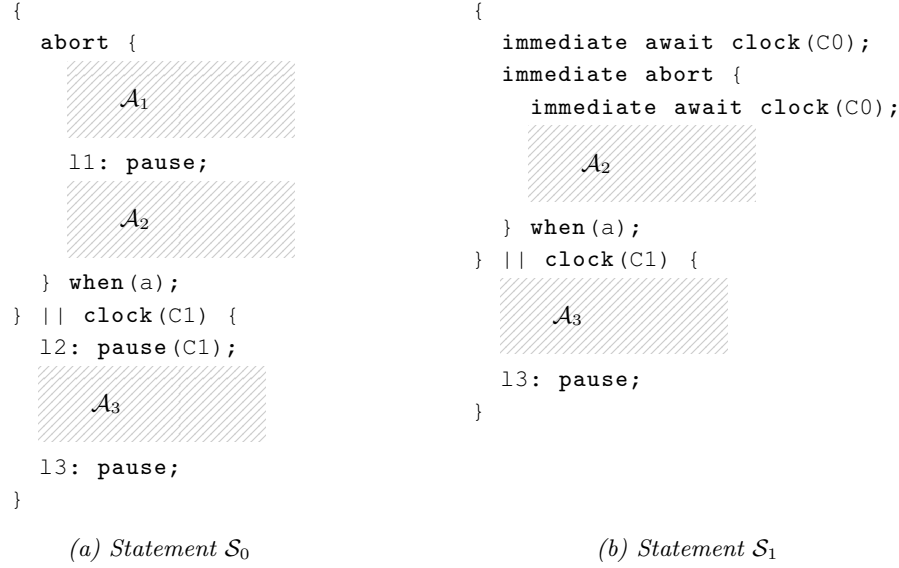 {
abort {
A1
l1: pause;
A2
} when(a);
} || clock(C1) {
l2: pause(C1);
A3
l3: pause;
}
(a) Statement S0
{
immediate await clock(C0);
immediate abort {
immediate await clock(C0);
A2
} when(a);
} || clock(C1) {
A3
l3: pause;
}
(b) Statement S1